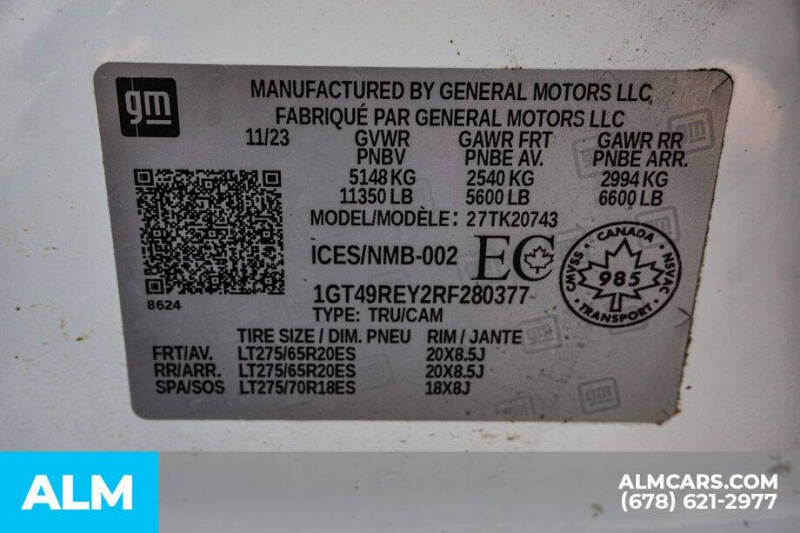 gm
MANUFACTURED BY GENERAL MOTORS LLC
FABRIQUÉ PAR GENERAL MOTORS LLC
11/23 GVWR GAWR FRT GAWR RR
PNBV PNBE AV. PNBE ARR.
5148 KG 2540 KG 2994 KG
11350 LB 5600 LB 6600 LB
MODEL/MODÈLE: 27TK20743
ICES/NMB-002 EC
CANADA
CMVSS 985 NSVAC
TRANSPORT
8624
1GT49REY2RF280377
TYPE: TRU/CAM
TIRE SIZE / DIM. PNEU RIM / JANTE
FRT/AV. LT275/65R20ES 20X8.5J
RR/ARR. LT275/65R20ES 20X8.5J
SPA/SOS LT275/70R18ES 18X8J
ALM
ALMCARS.COM
(678) 621-2977